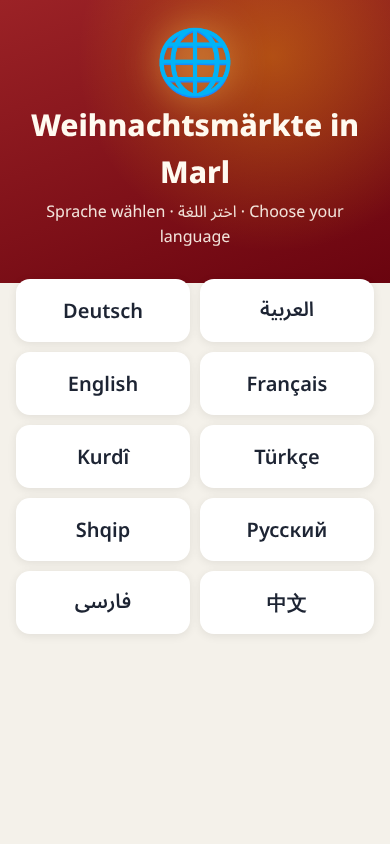 Weihnachtsmärkte in
Marl
Sprache wählen · اختر اللغة · Choose your
language
Deutsch
العربية
English
Français
Kurdî
Türkçe
Shqip
Русский
فارسی
中文